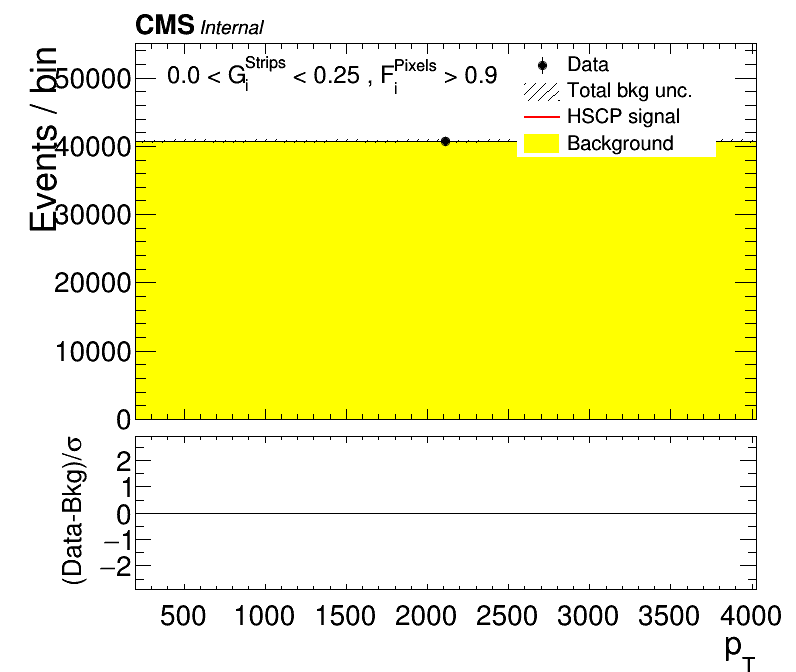 CMS Internal
0.0 < G_i^Strips < 0.25 , F_i^Pixels > 0.9
Data
Total bkg unc.
HSCP signal
Background
Events / bin
50000
40000
30000
20000
10000
0
(Data-Bkg)/σ
2
1
0
−1
−2
500 1000 1500 2000 2500 3000 3500 4000
p_T